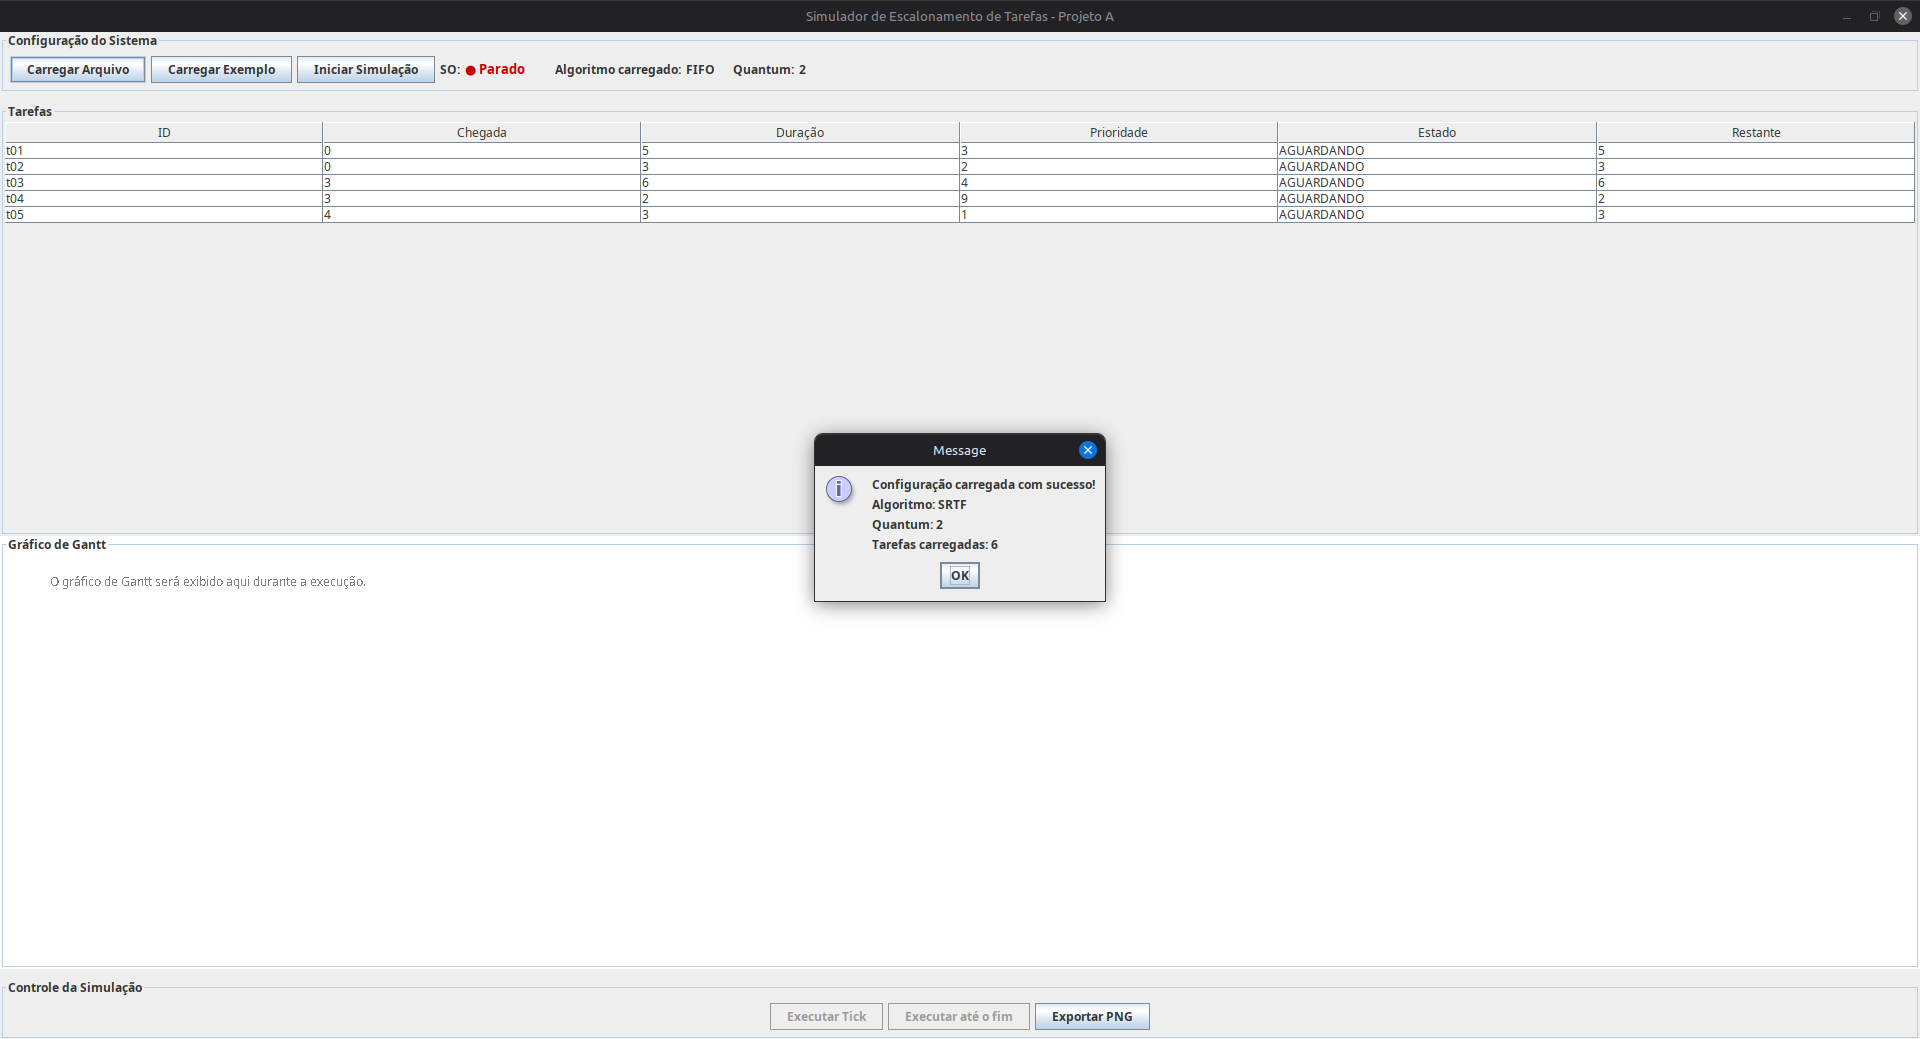 Simulador de Escalonamento de Tarefas - Projeto A
Configuração do Sistema
Carregar Arquivo Carregar Exemplo Iniciar Simulação SO: ● Parado Algoritmo carregado: FIFO Quantum: 2
Tarefas
ID Chegada Duração Prioridade Estado Restante
t01 0 5 3 AGUARDANDO 5
t02 0 3 2 AGUARDANDO 3
t03 3 6 4 AGUARDANDO 6
t04 3 2 9 AGUARDANDO 2
t05 4 3 1 AGUARDANDO 3
Message
Configuração carregada com sucesso!
Algoritmo: SRTF
Quantum: 2
Tarefas carregadas: 6
OK
Gráfico de Gantt
O gráfico de Gantt será exibido aqui durante a execução.
Controle da Simulação
Executar Tick Executar até o fim Exportar PNG